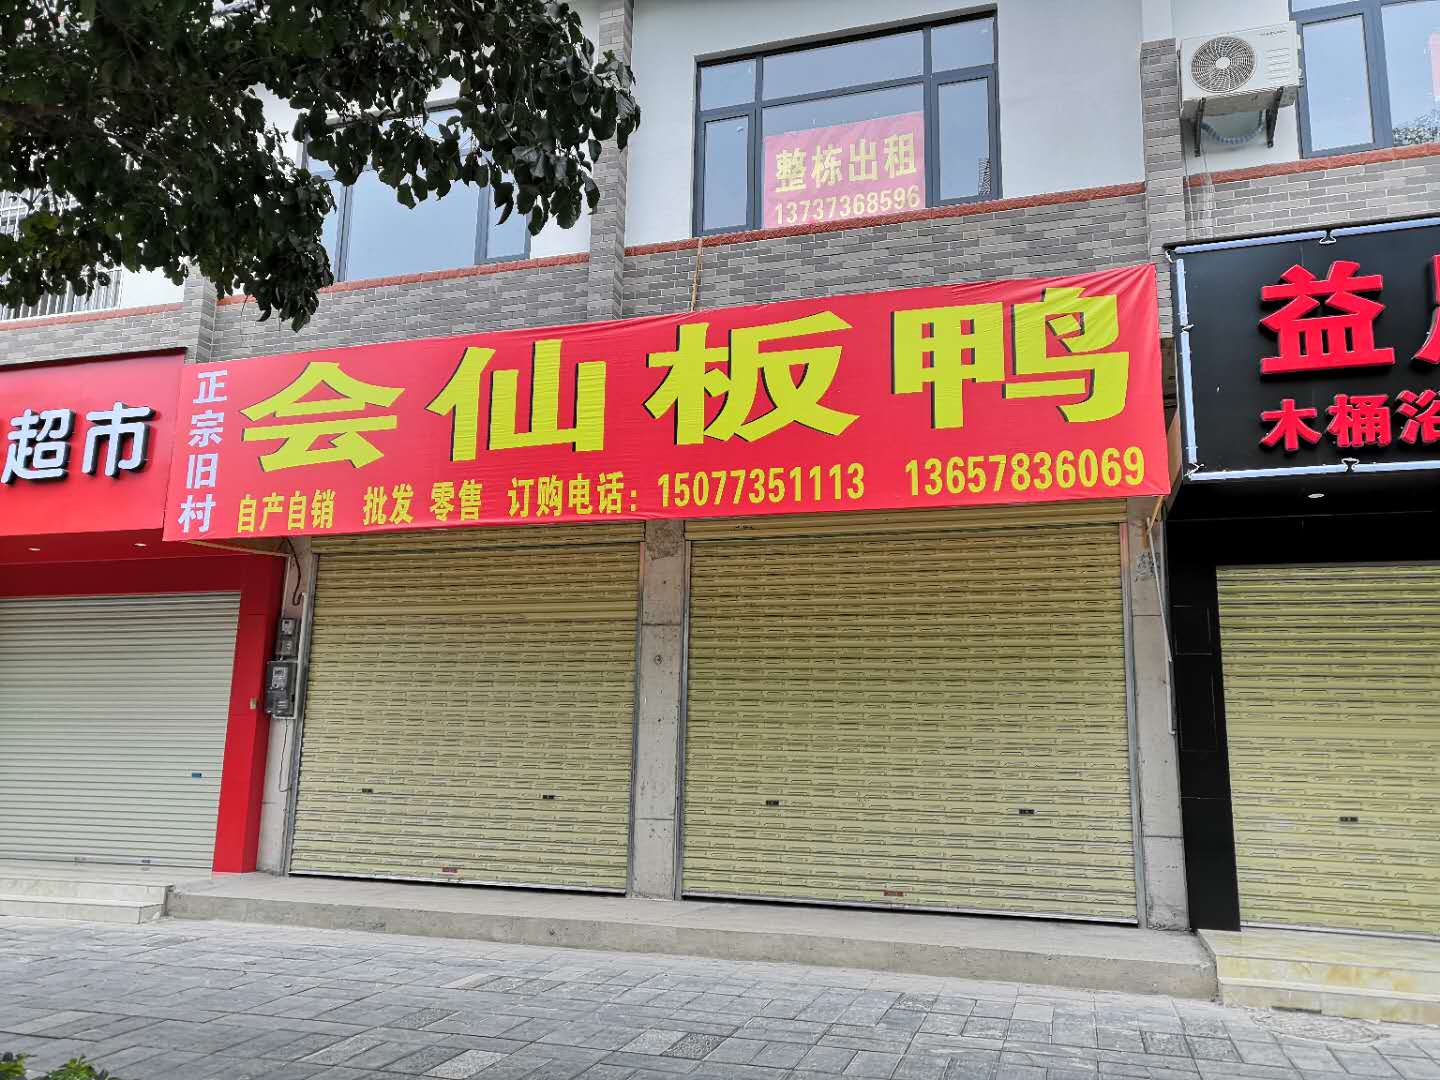 整栋出租
13737368596
超市
正宗旧村
会仙板鸭
自产自销 批发 零售 订购电话：15077351113 13657836069
益
木桶浴